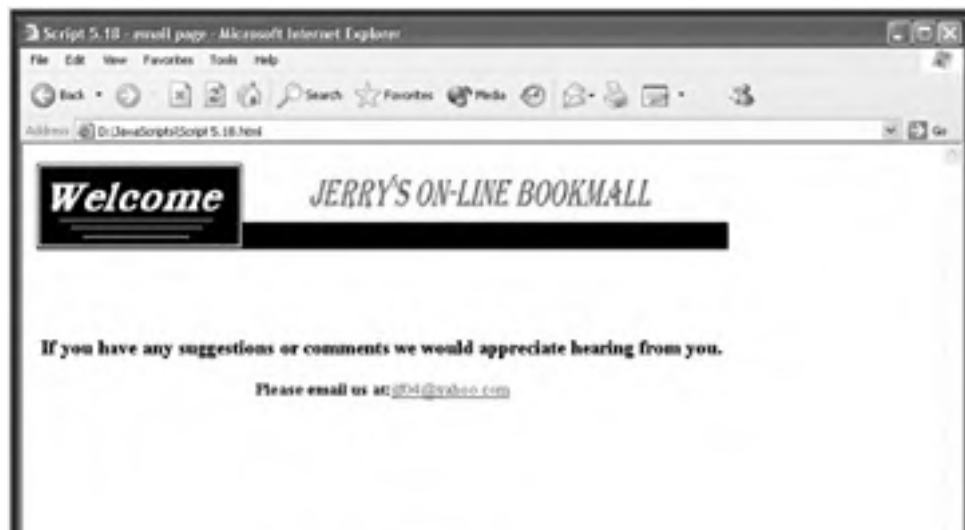 Script 5.18 - email page - Microsoft Internet Explorer
File Edit View Favorites Tools Help
Back Search Favorites Media
Address D:\JavaScripts\Script 5.18.html Go
Welcome
JERRY'S ON-LINE BOOKMALL
If you have any suggestions or comments we would appreciate hearing from you.
Please email us at: